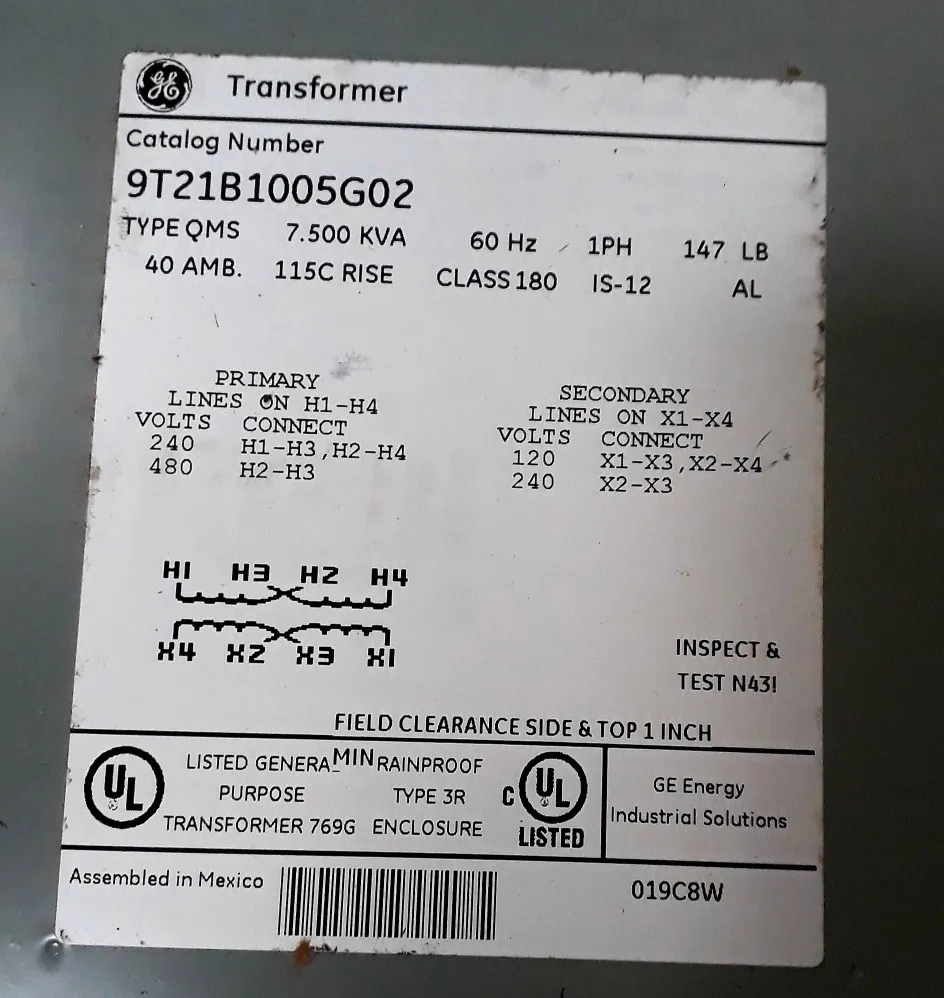 GE Transformer
Catalog Number
9T21B1005G02
TYPE QMS 7.500 KVA 60 Hz 1PH 147 LB
40 AMB. 115C RISE CLASS 180 IS-12 AL
PRIMARY
LINES ON H1-H4
VOLTS CONNECT
240 H1-H3,H2-H4
480 H2-H3
SECONDARY
LINES ON X1-X4
VOLTS CONNECT
120 X1-X3,X2-X4
240 X2-X3
H1 H3 H2 H4
X4 X2 X3 X1
INSPECT &
TEST N43!
FIELD CLEARANCE SIDE & TOP 1 INCH
MIN
UL
LISTED GENERA RAINPROOF
PURPOSE TYPE 3R
TRANSFORMER 769G ENCLOSURE
C UL
LISTED
GE Energy
Industrial Solutions
Assembled in Mexico
019C8W